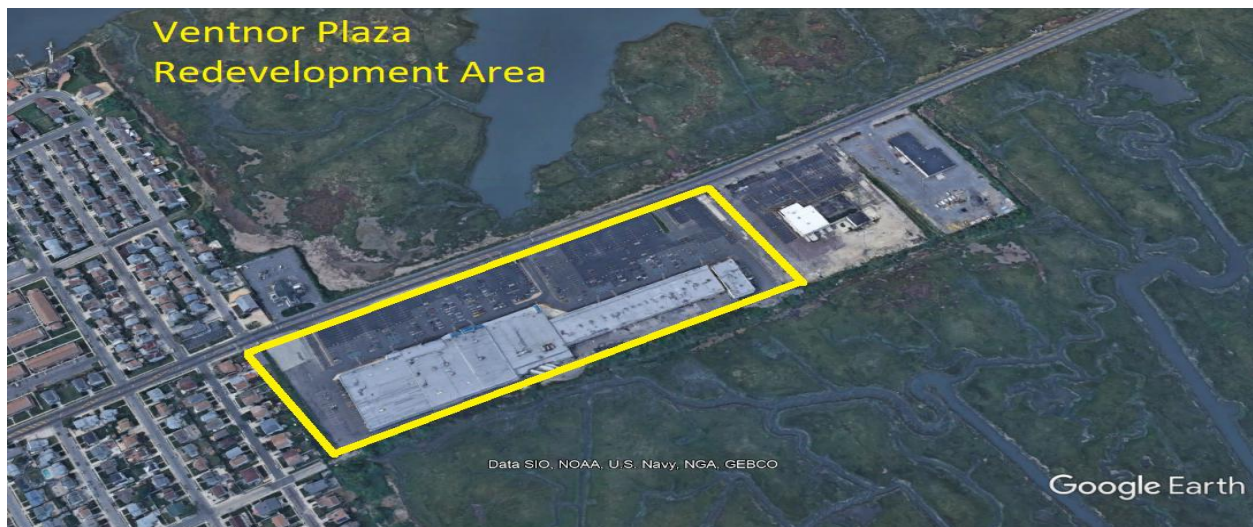 Ventnor Plaza
Redevelopment Area
Data SIO, NOAA, U.S. Navy, NGA, GEBCO
Google Earth